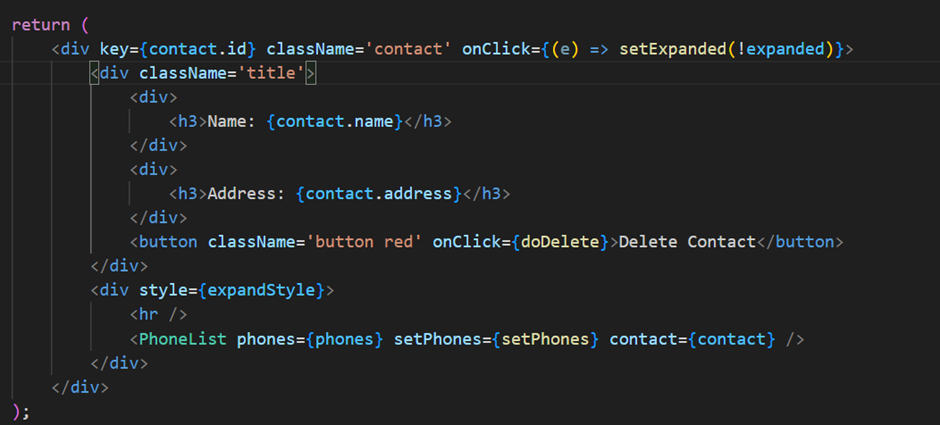 return (
    <div key={contact.id} className='contact' onClick={(e) => setExpanded(!expanded)}>
        <div className='title'>
            <div>
                <h3>Name: {contact.name}</h3>
            </div>
            <div>
                <h3>Address: {contact.address}</h3>
            </div>
            <button className='button red' onClick={doDelete}>Delete Contact</button>
        </div>
        <div style={expandStyle}>
            <hr />
            <PhoneList phones={phones} setPhones={setPhones} contact={contact} />
        </div>
    </div>
);